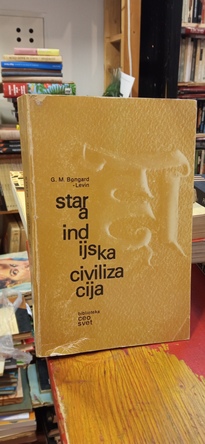 G. M. Bongard
-Levin
star
a
ind
ijska
civiliza
cija
biblioteka
ceo
svet